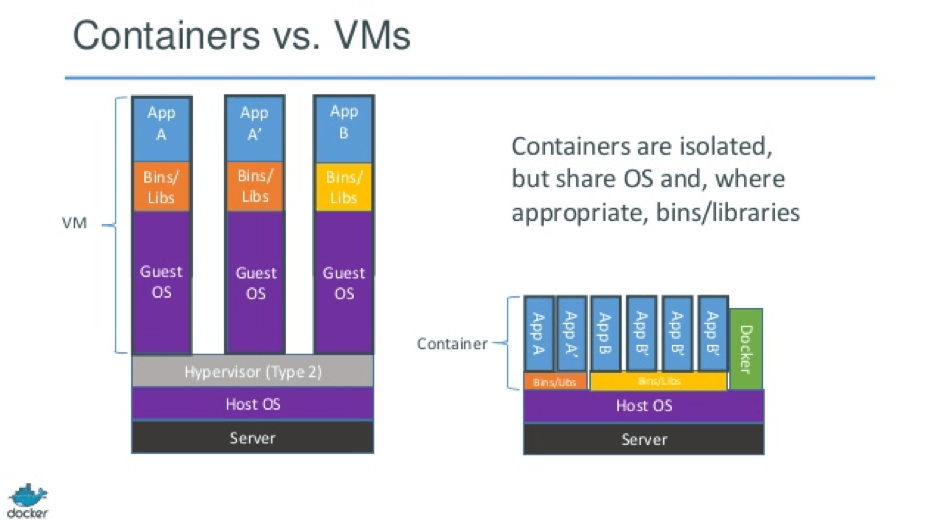 Containers vs. VMs
App
A
App
A’
App
B
Bins/
Libs
Bins/
Libs
Bins/
Libs
VM
Guest
OS
Guest
OS
Guest
OS
Hypervisor (Type 2)
Host OS
Server
Containers are isolated,
but share OS and, where
appropriate, bins/libraries
Container
App A
App A’
App B
App B’
App B’
App B’
Docker
Bins/Libs
Bins/Libs
Host OS
Server
docker